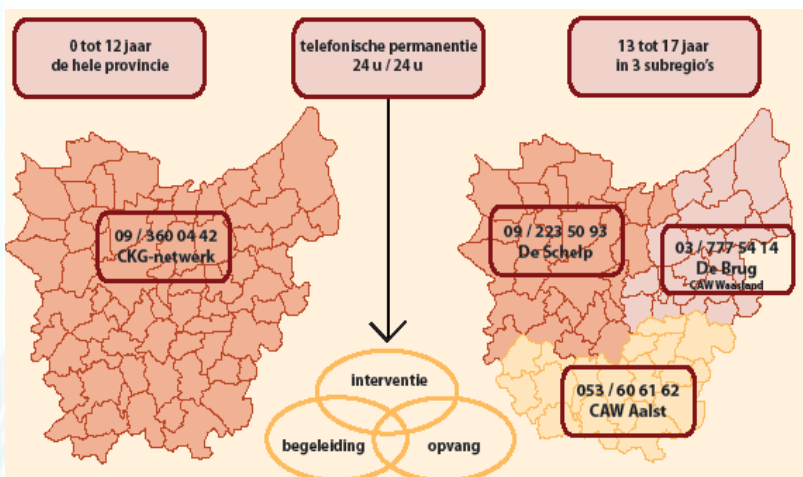 0 tot 12 jaar
de hele provincie
telefonische permanentie
24 u / 24 u
13 tot 17 jaar
in 3 subregio's
09 / 360 04 42
CKG-netwerk
09 / 223 50 93
De Schelp
03 / 777 54 14
De Brug
CAW Waasland
053 / 60 61 62
CAW Aalst
interventie
begeleiding
opvang